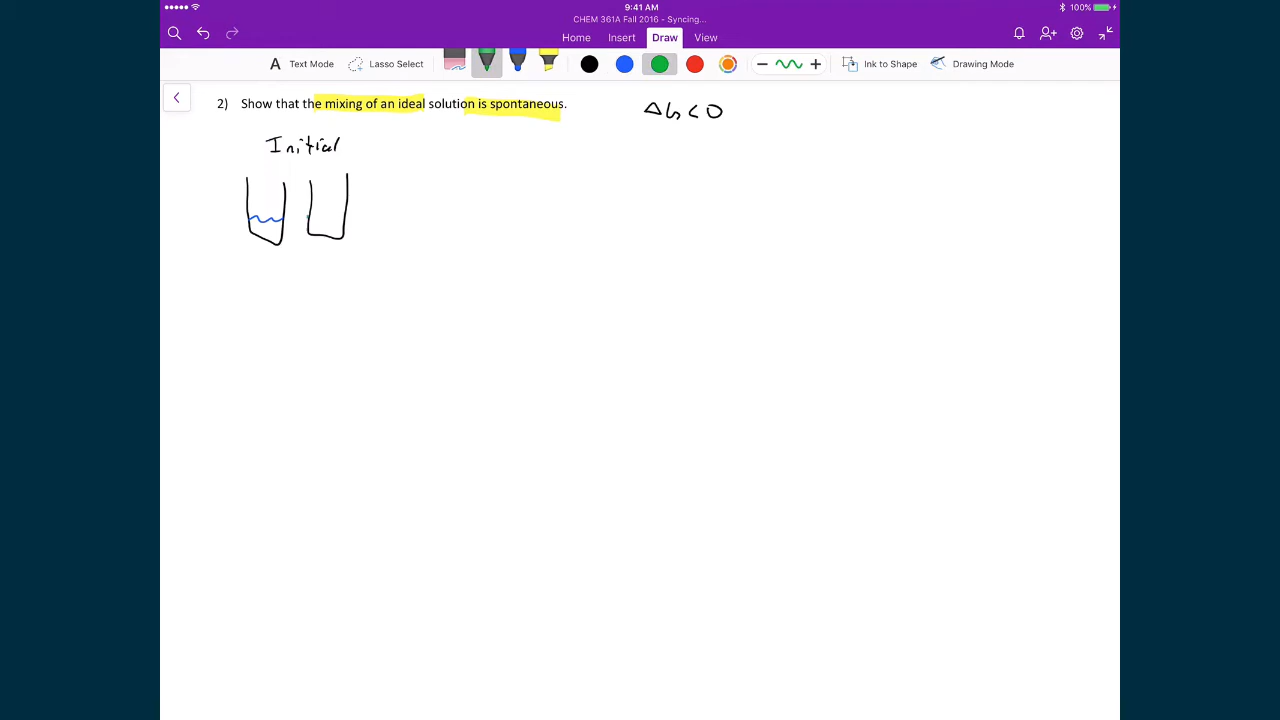 9:41 AM
100%
CHEM 361A Fall 2016 - Syncing...
Home Insert Draw View
A Text Mode Lasso Select Ink to Shape Drawing Mode
2) Show that the mixing of an ideal solution is spontaneous.
ΔG < 0
Initial